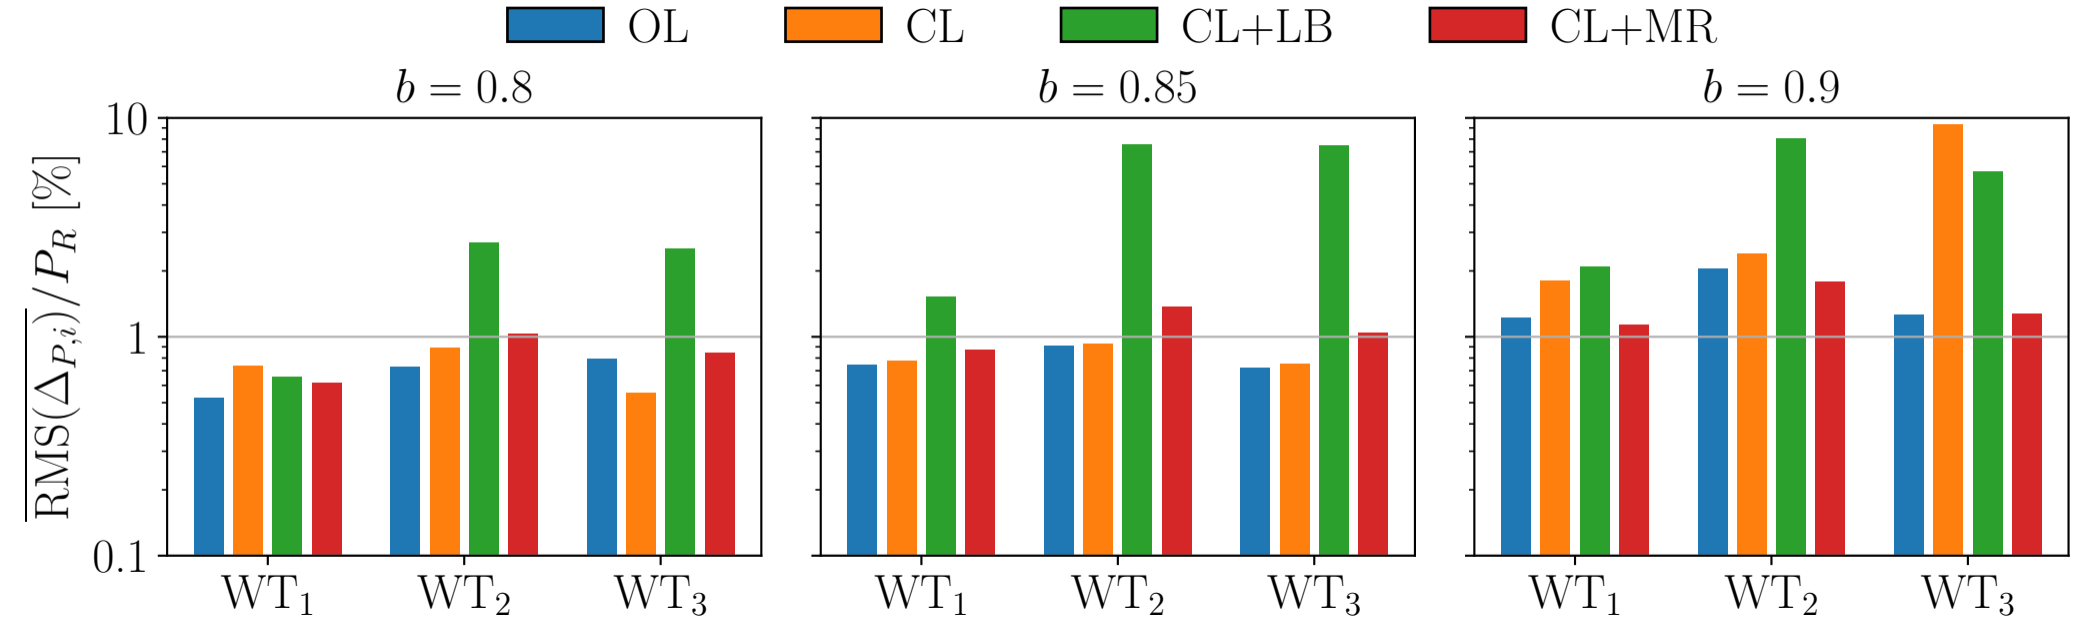 OL CL CL+LB CL+MR
b = 0.8 b = 0.85 b = 0.9
RMS(Δ_{P,i})/P_R [%]
10
1
0.1
WT₁ WT₂ WT₃ WT₁ WT₂ WT₃ WT₁ WT₂ WT₃